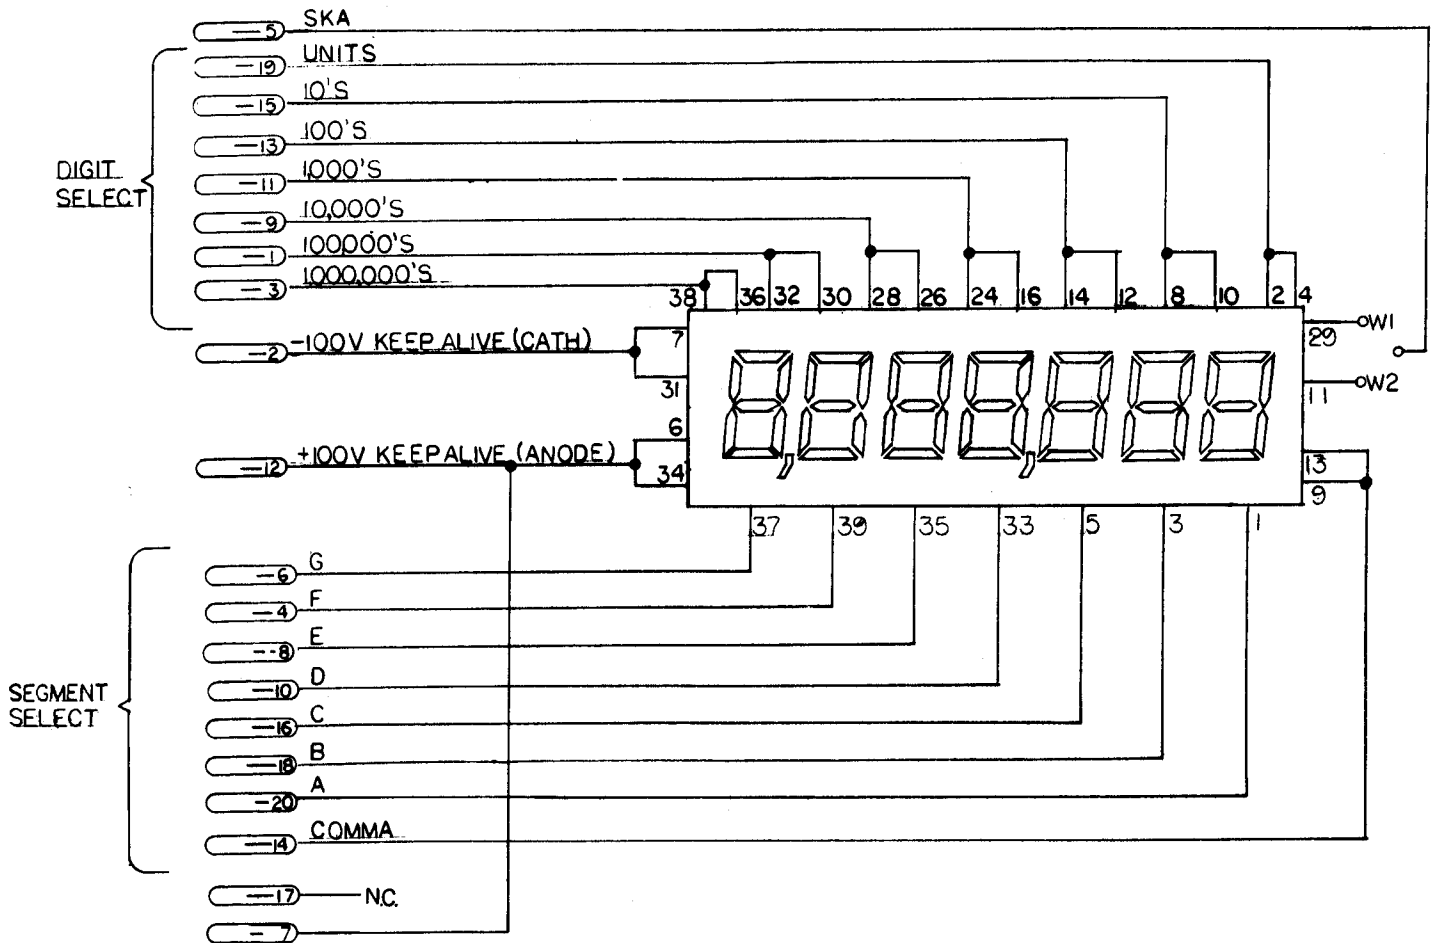 -5 SKA
-19 UNITS
-15 10'S
-13 100'S
-11 1,000'S
-9 10,000'S
-1 100,000'S
-3 1,000,000'S
DIGIT
SELECT
38 36 32 30 28 26 24 16 14 12 8 10 2 4
-2 -100V KEEP ALIVE (CATH)
7
31
29 W1
11 W2
-12 +100V KEEP ALIVE (ANODE)
6
34
13
9
37 39 35 33 5 3 1
-6 G
-4 F
--8 E
-10 D
-16 C
-18 B
-20 A
-14 COMMA
SEGMENT
SELECT
-17 N.C.
-7